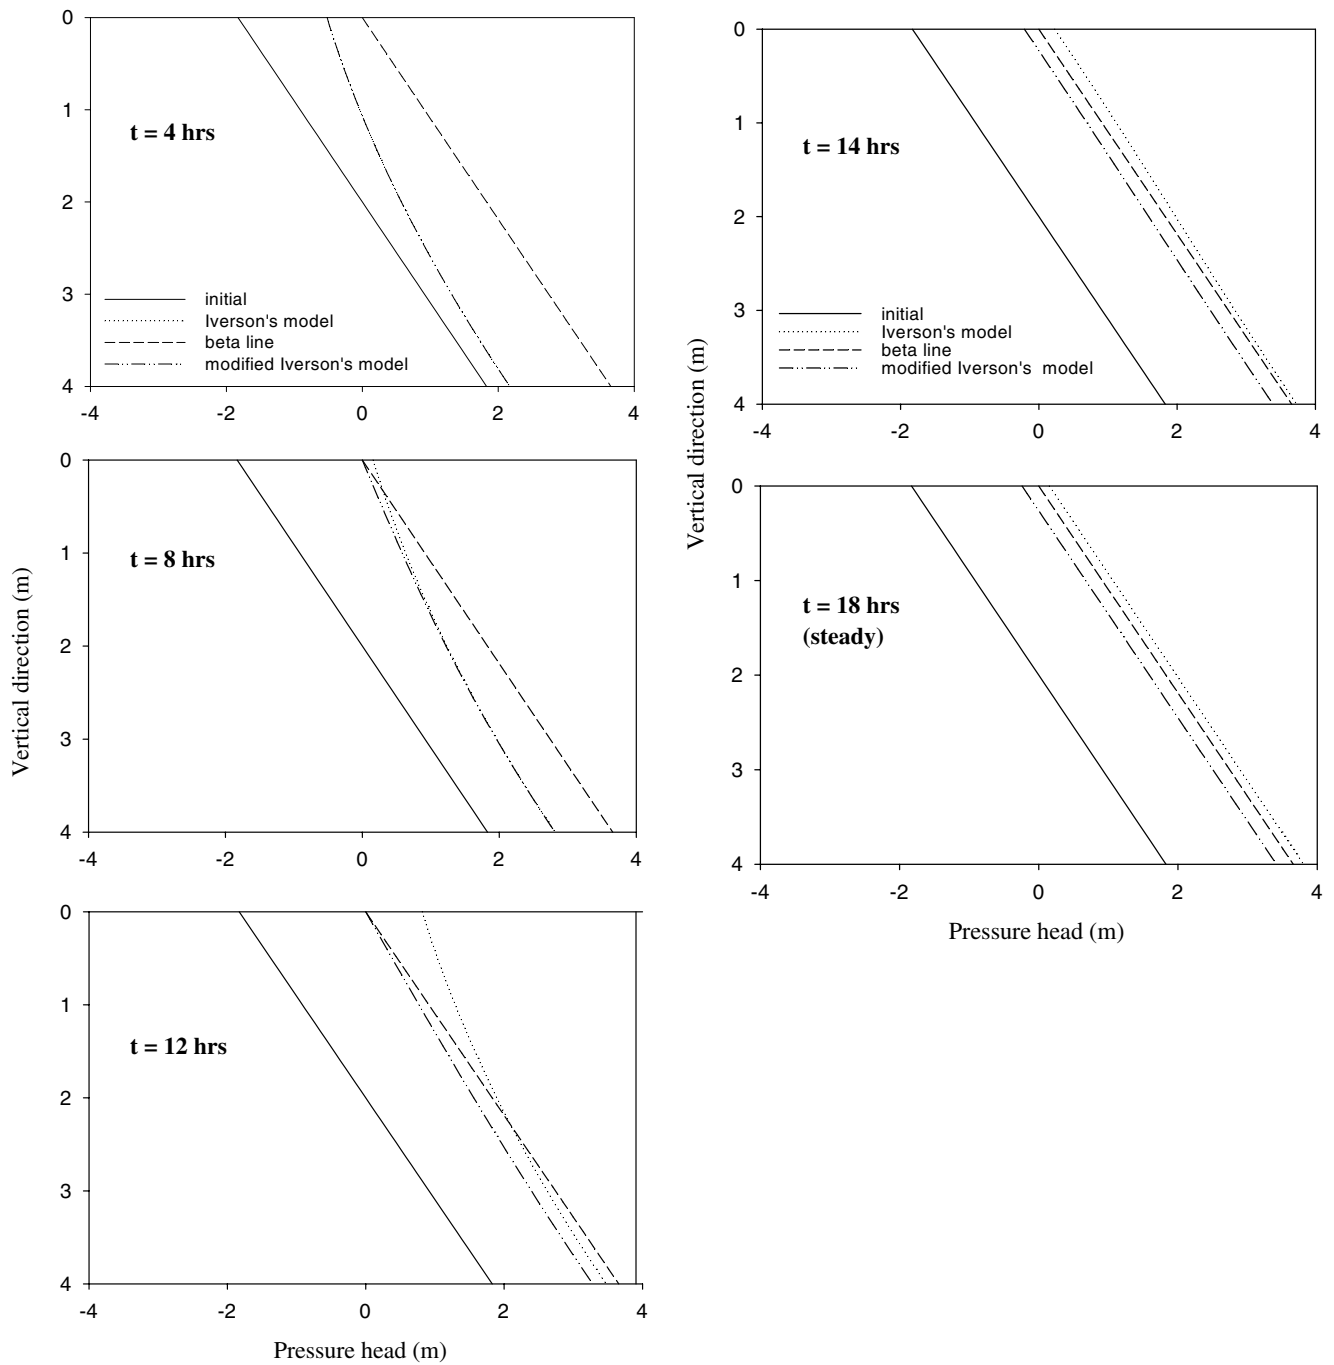 0
1
2
3
4
t = 4 hrs
initial
Iverson's model
beta line
modified Iverson's model
-4 -2 0 2 4
0
1
2
3
4
t = 8 hrs
-4 -2 0 2 4
Vertical direction (m)
0
1
2
3
4
t = 12 hrs
-4 -2 0 2 4
Pressure head (m)
0
1
2
3
4
t = 14 hrs
initial
Iverson's model
beta line
modified Iverson's  model
-4 -2 0 2 4
Vertical direction (m)
0
1
2
3
4
t = 18 hrs
(steady)
-4 -2 0 2 4
Pressure head (m)